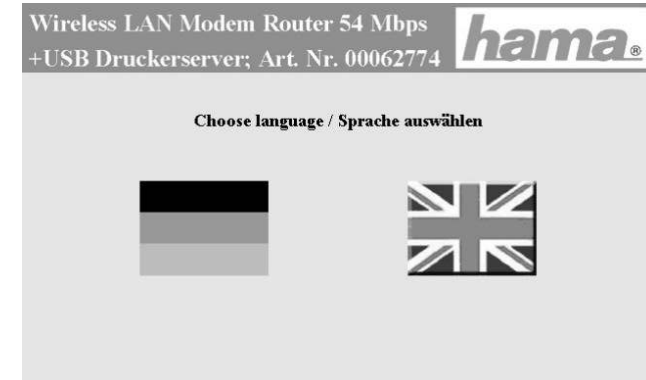 Wireless LAN Modem Router 54 Mbps
+USB Druckerserver; Art. Nr. 00062774
hama®
Choose language / Sprache auswählen